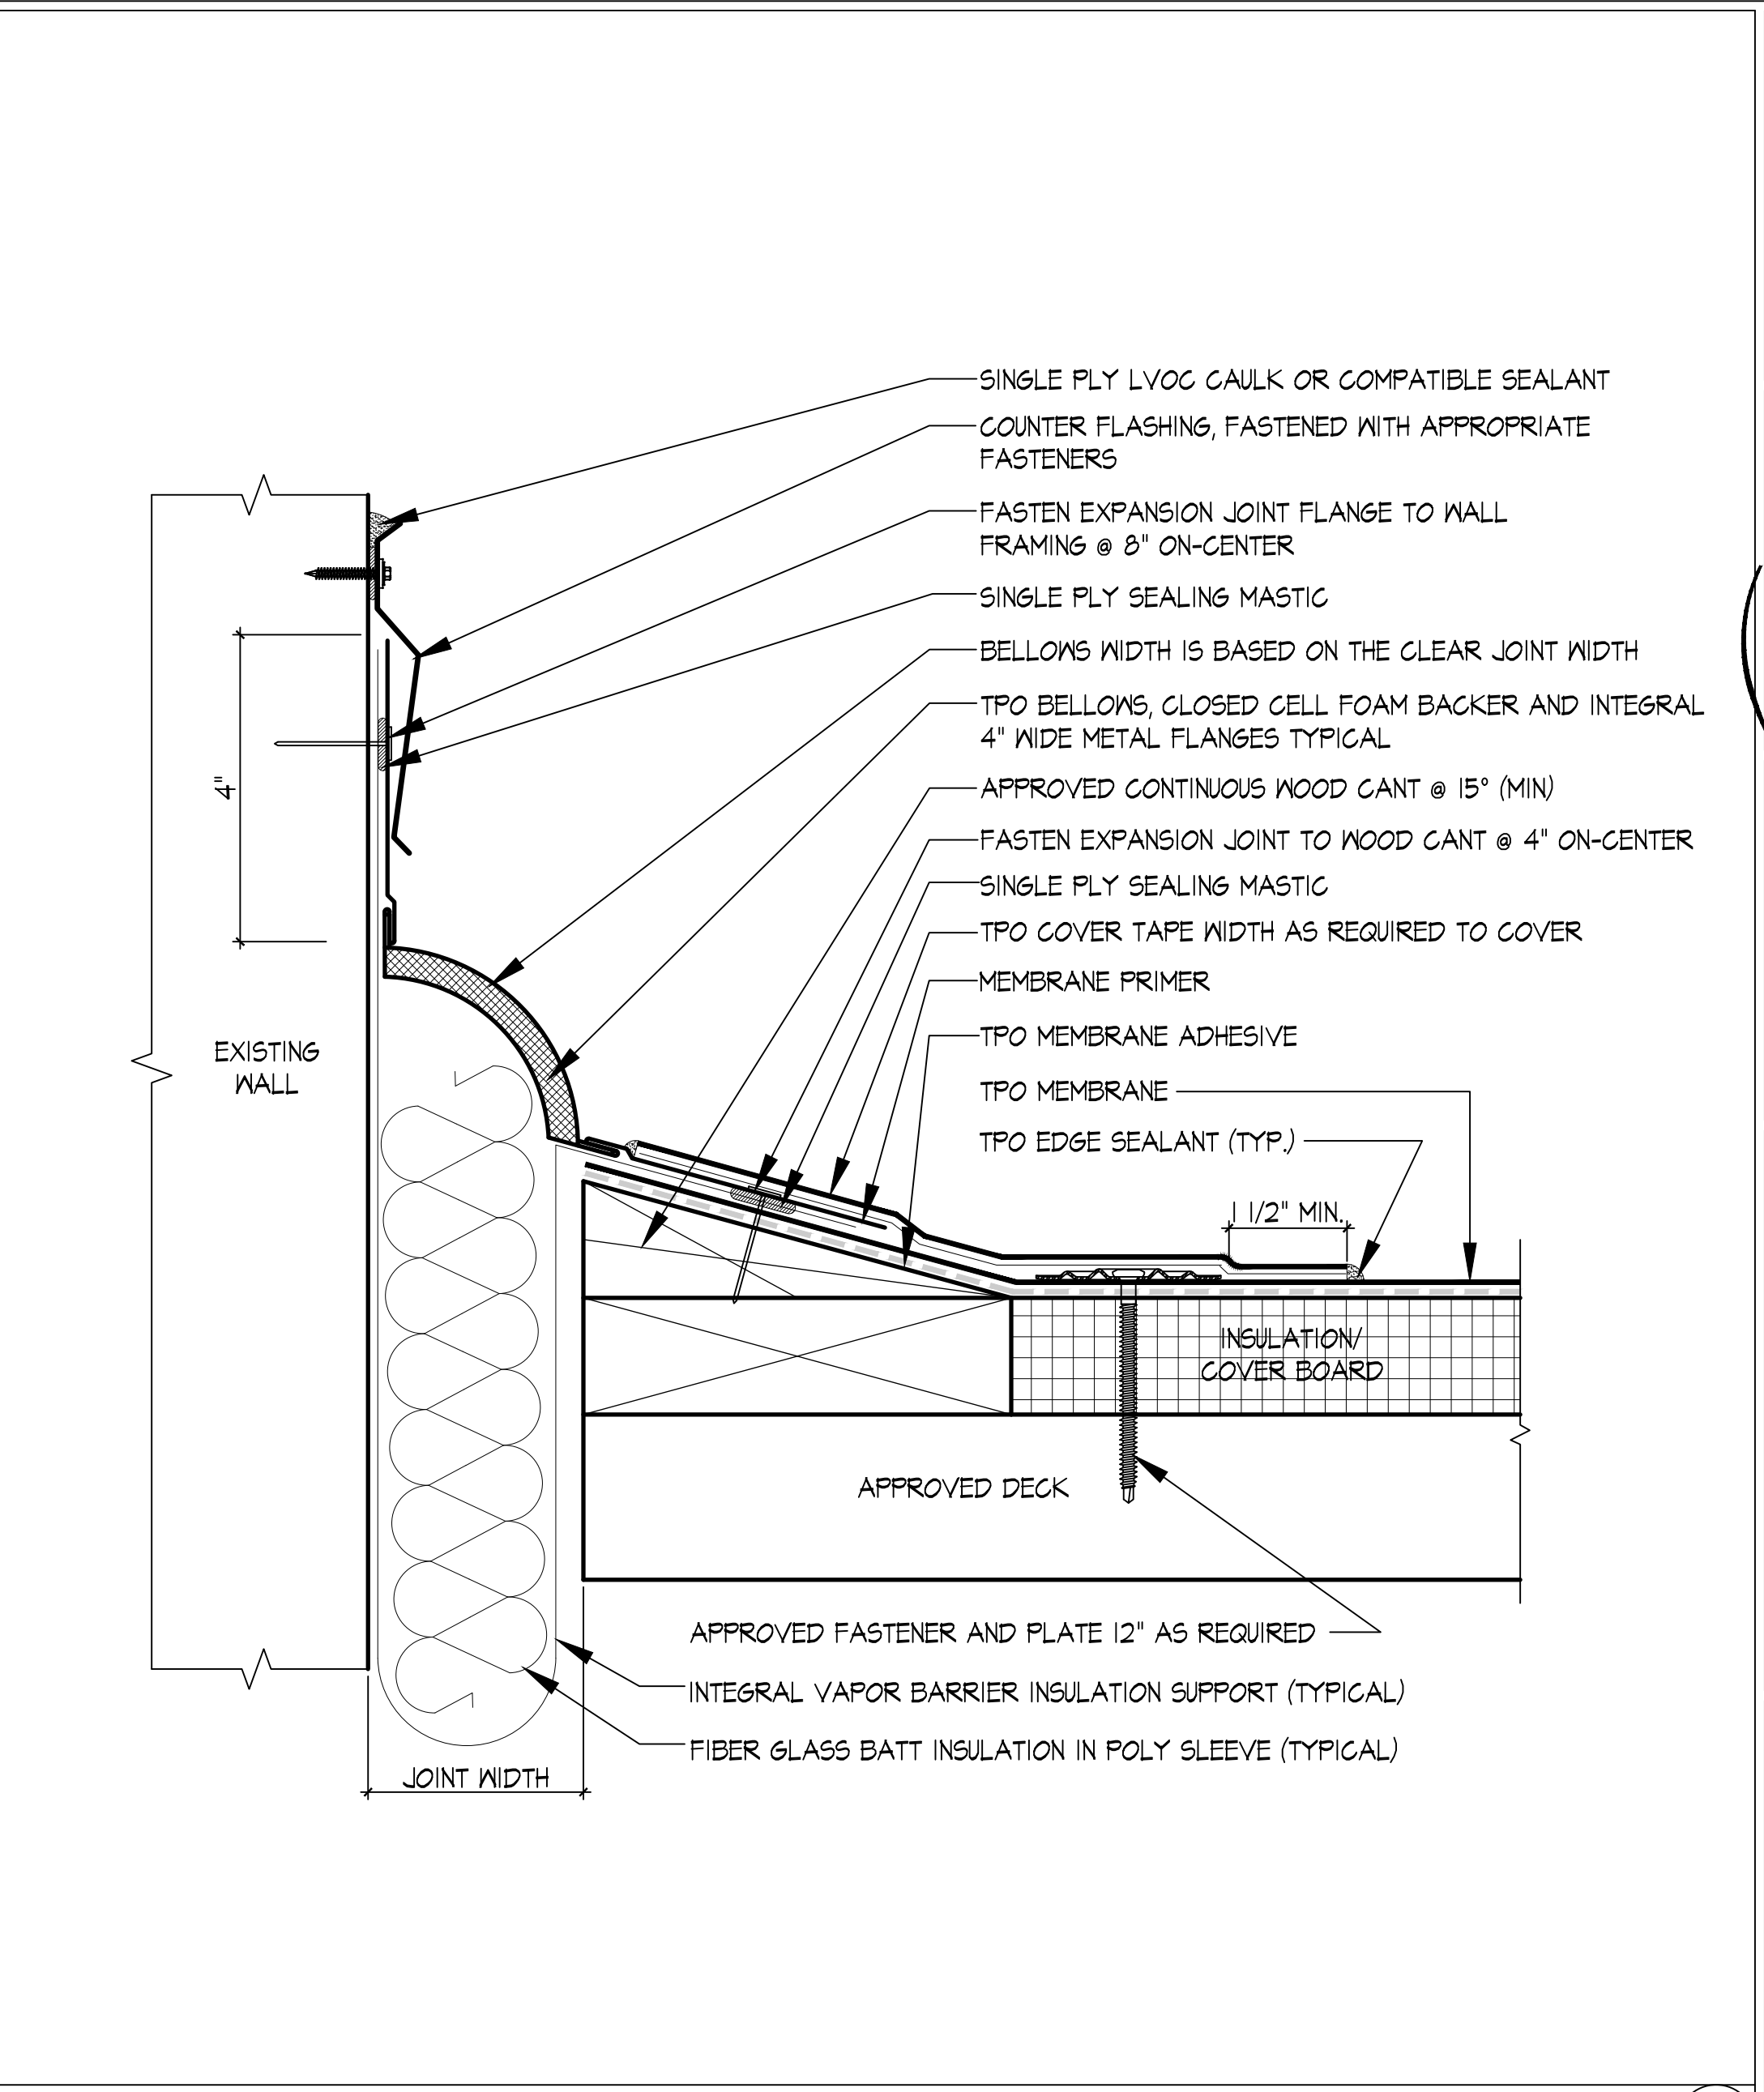 SINGLE PLY LVOC CAULK OR COMPATIBLE SEALANT
COUNTER FLASHING, FASTENED WITH APPROPRIATE
FASTENERS
FASTEN EXPANSION JOINT FLANGE TO WALL
FRAMING @ 8" ON-CENTER
SINGLE PLY SEALING MASTIC
BELLOWS WIDTH IS BASED ON THE CLEAR JOINT WIDTH
TPO BELLOWS, CLOSED CELL FOAM BACKER AND INTEGRAL
4" WIDE METAL FLANGES TYPICAL
4"
APPROVED CONTINUOUS WOOD CANT @ 15° (MIN)
FASTEN EXPANSION JOINT TO WOOD CANT @ 4" ON-CENTER
SINGLE PLY SEALING MASTIC
TPO COVER TAPE WIDTH AS REQUIRED TO COVER
MEMBRANE PRIMER
TPO MEMBRANE ADHESIVE
EXISTING
WALL
TPO MEMBRANE
TPO EDGE SEALANT (TYP.)
1 1/2" MIN.
INSULATION/
COVER BOARD
APPROVED DECK
APPROVED FASTENER AND PLATE 12" AS REQUIRED
INTEGRAL VAPOR BARRIER INSULATION SUPPORT (TYPICAL)
FIBER GLASS BATT INSULATION IN POLY SLEEVE (TYPICAL)
JOINT WIDTH